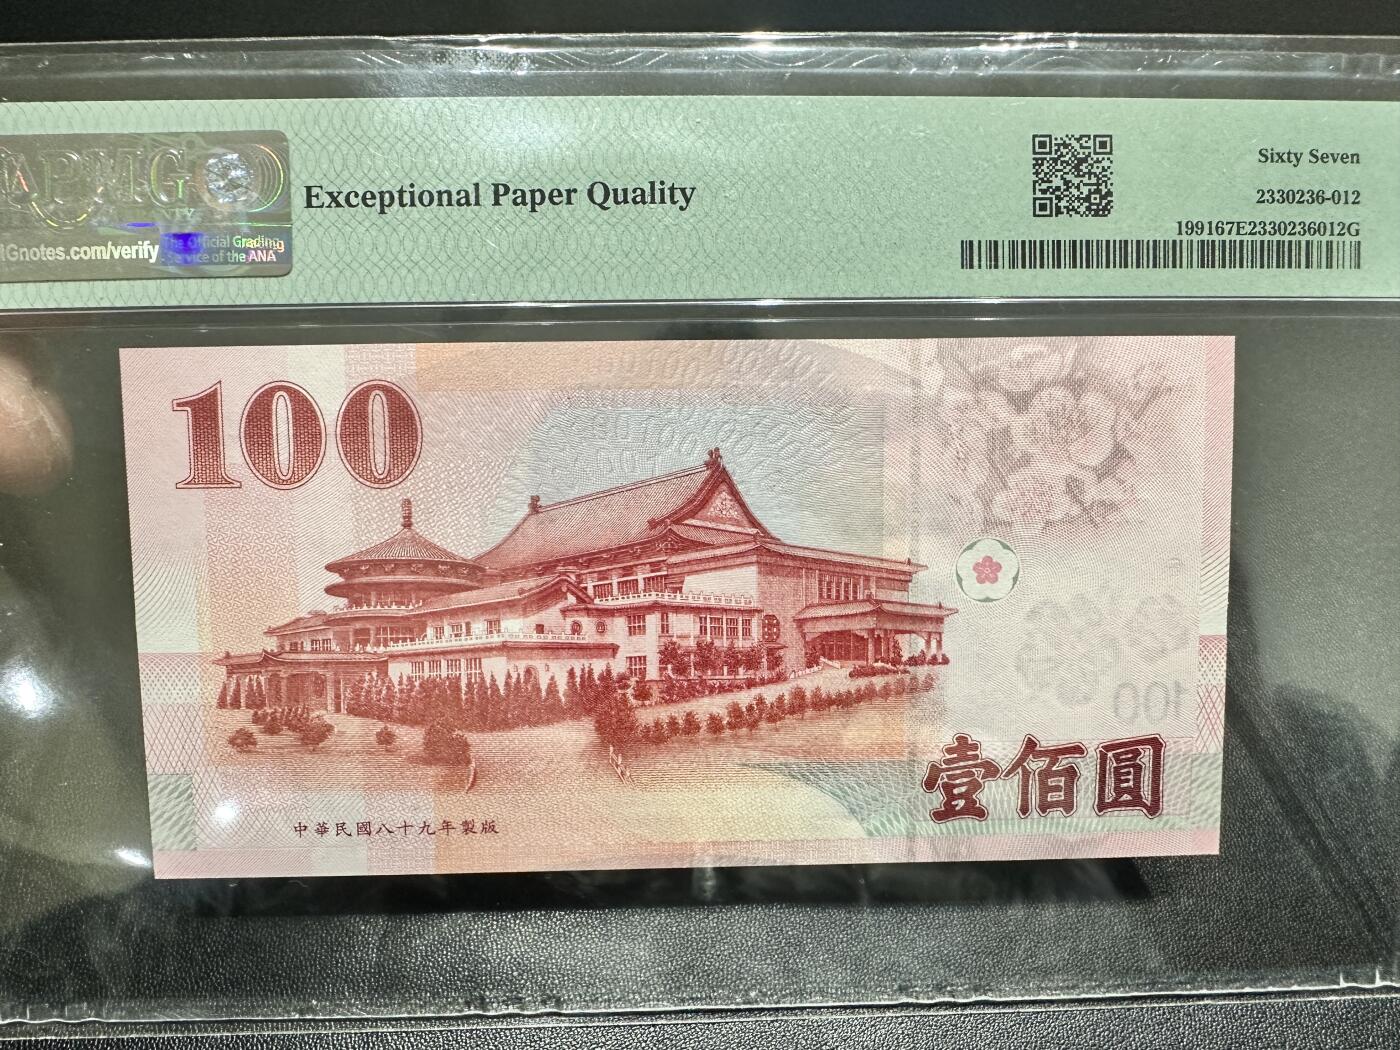 PMG
Gnotes.com/verify
The Official Grading
Service of the ANA
Exceptional Paper Quality
Sixty Seven
2330236-012
199167E2330236012G
100
100
壹佰圓
中華民國八十九年製版